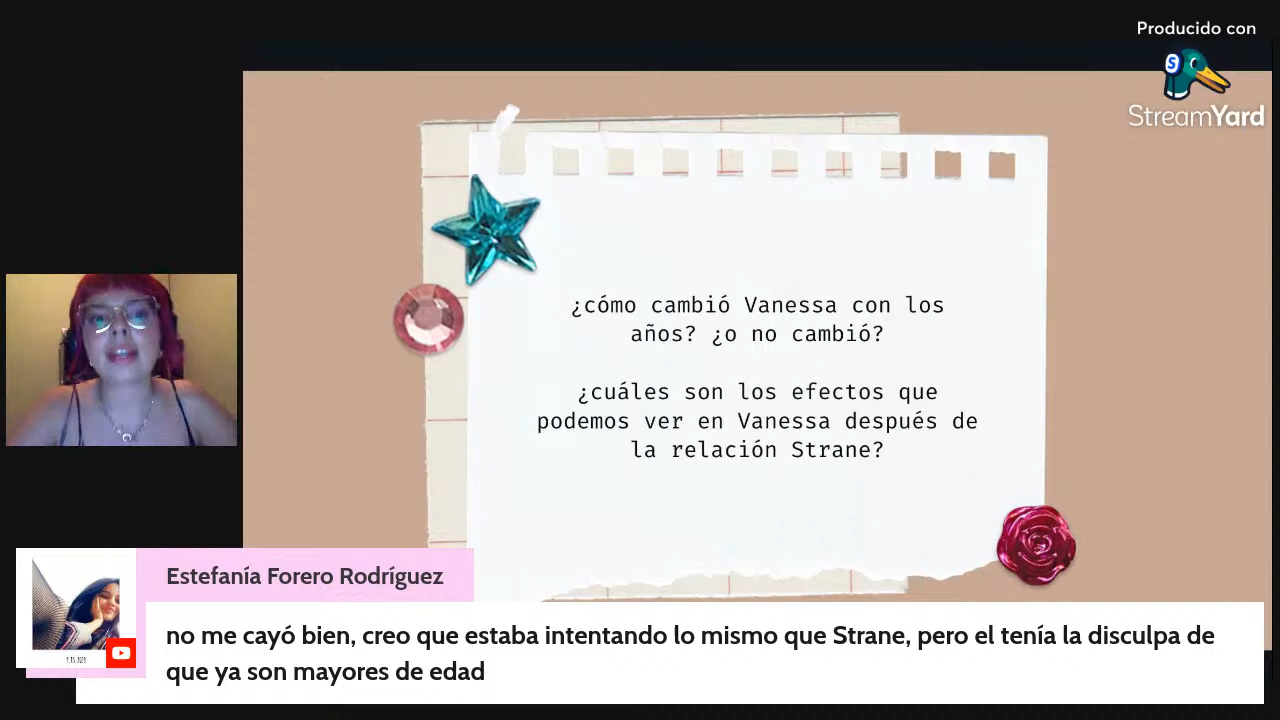 Producido con
StreamYard
¿cómo cambió Vanessa con los
años? ¿o no cambió?
¿cuáles son los efectos que
podemos ver en Vanessa después de
la relación Strane?
Estefanía Forero Rodríguez
no me cayó bien, creo que estaba intentando lo mismo que Strane, pero el tenía la disculpa de
que ya son mayores de edad